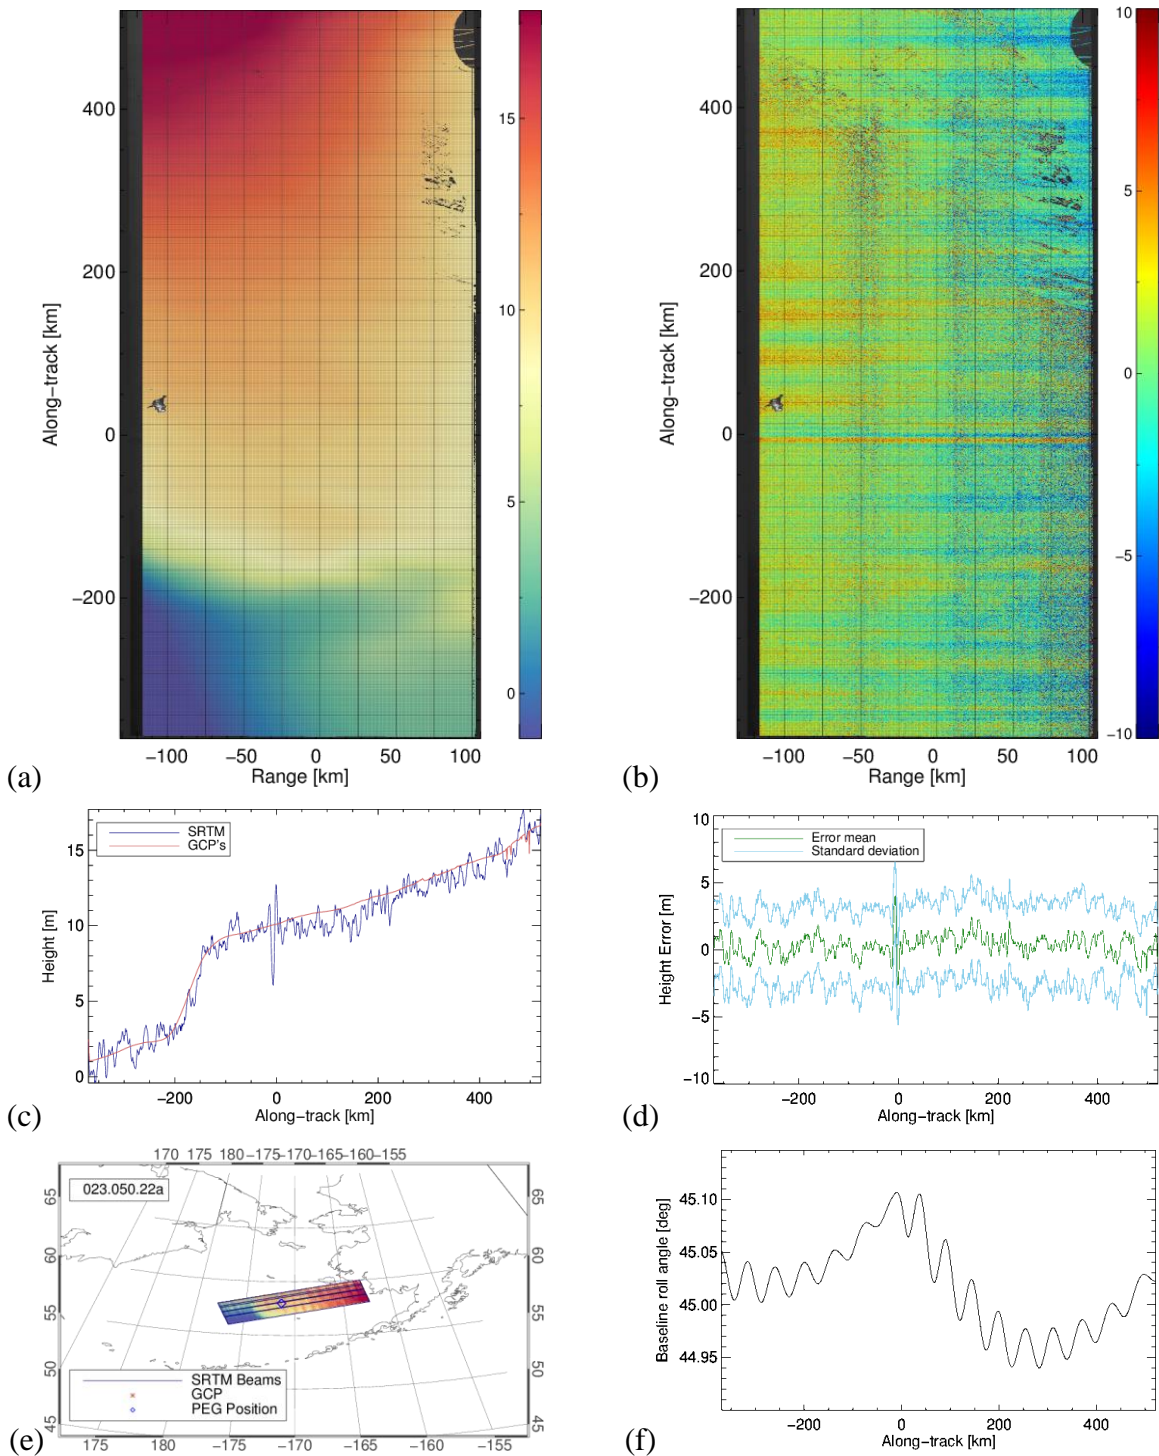 400
200
0
−200
Along−track [km]
−100
−50
0
50
100
Range [km]
15
10
5
0
(a)
400
200
0
−200
Along−track [km]
−100
−50
0
50
100
Range [km]
10
5
0
−5
−10
(b)
SRTM
GCP's
15
10
5
0
Height [m]
−200
0
200
400
Along−track [km]
(c)
Error mean
Standard deviation
10
5
0
−5
−10
Height Error [m]
−200
0
200
400
Along−track [km]
(d)
170 175 180 −175−170−165−160−155
023.050.22a
65
60
55
50
45
65
60
55
50
45
SRTM Beams
GCP
PEG Position
175 180 −175 −170 −165 −160 −155
(e)
45.10
45.05
45.00
44.95
Baseline roll angle [deg]
−200
0
200
400
Along−track [km]
(f)